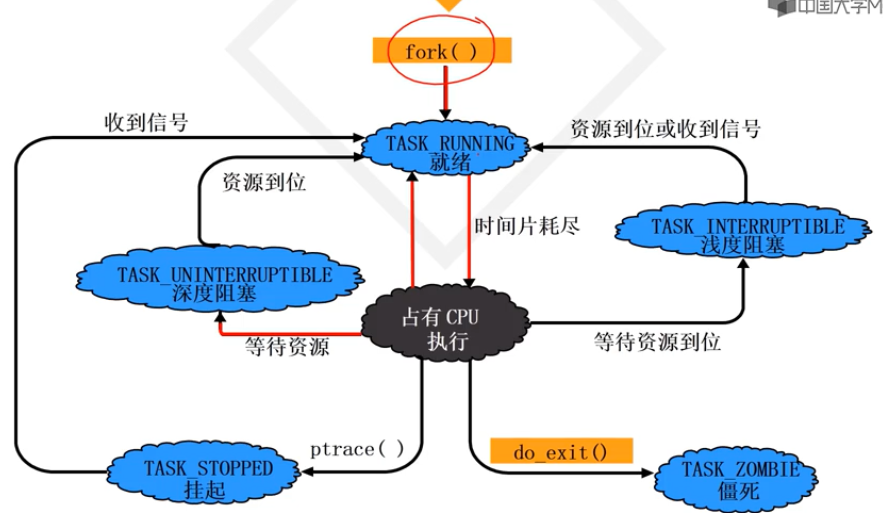 中国大学M
fork( )
收到信号
TASK_RUNNING
就绪
资源到位或收到信号
资源到位
时间片耗尽
TASK_INTERRUPTIBLE
浅度阻塞
TASK_UNINTERRUPTIBLE
深度阻塞
占有 CPU
执行
等待资源
等待资源到位
ptrace( )
do_exit()
TASK_STOPPED
挂起
TASK_ZOMBIE
僵死